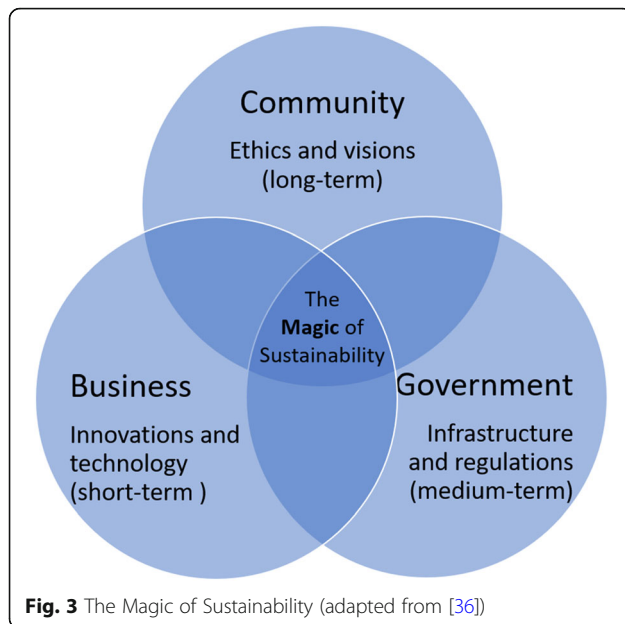 Community
Ethics and visions
(long-term)
The
Magic of
Sustainability
Business
Innovations and
technology
(short-term )
Government
Infrastructure
and regulations
(medium-term)
Fig. 3 The Magic of Sustainability (adapted from [36])